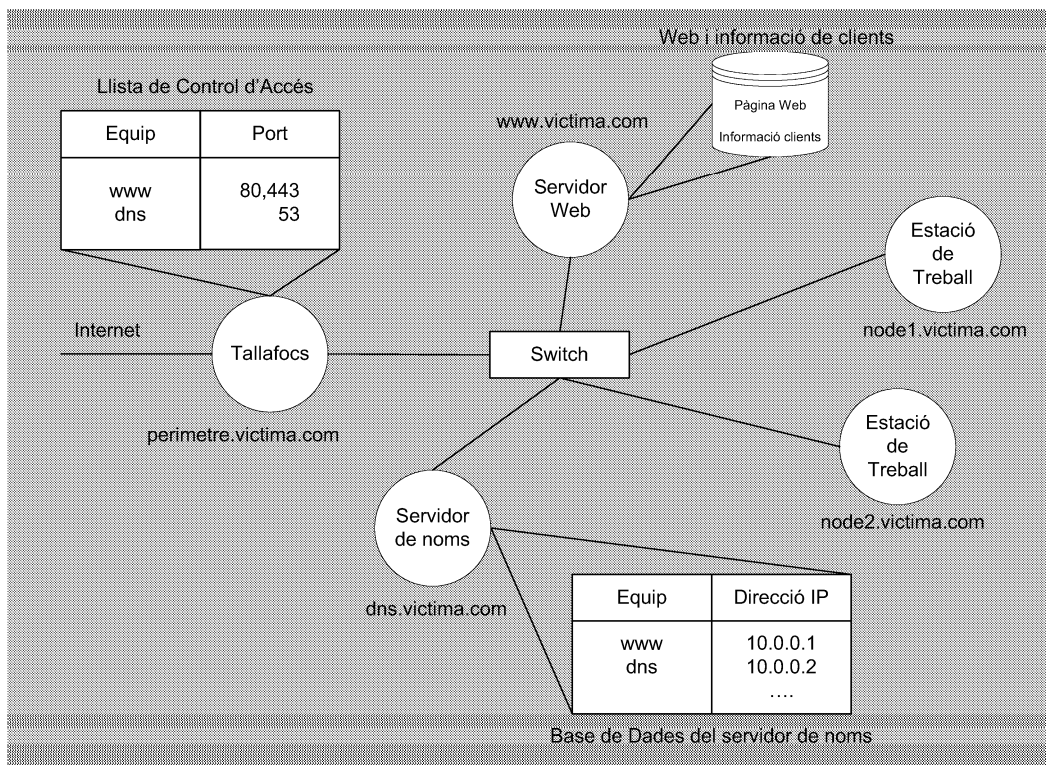 Web i informació de clients
Llista de Control d'Accés
Equip Port
www 80,443
dns 53
www.victima.com
Pàgina Web
Informació clients
Servidor
Web
Estació
de
Treball
node1.victima.com
Internet
Tallafocs
perimetre.victima.com
Switch
Estació
de
Treball
node2.victima.com
Servidor
de noms
dns.victima.com
Equip Direcció IP
www 10.0.0.1
dns 10.0.0.2
....
Base de Dades del servidor de noms